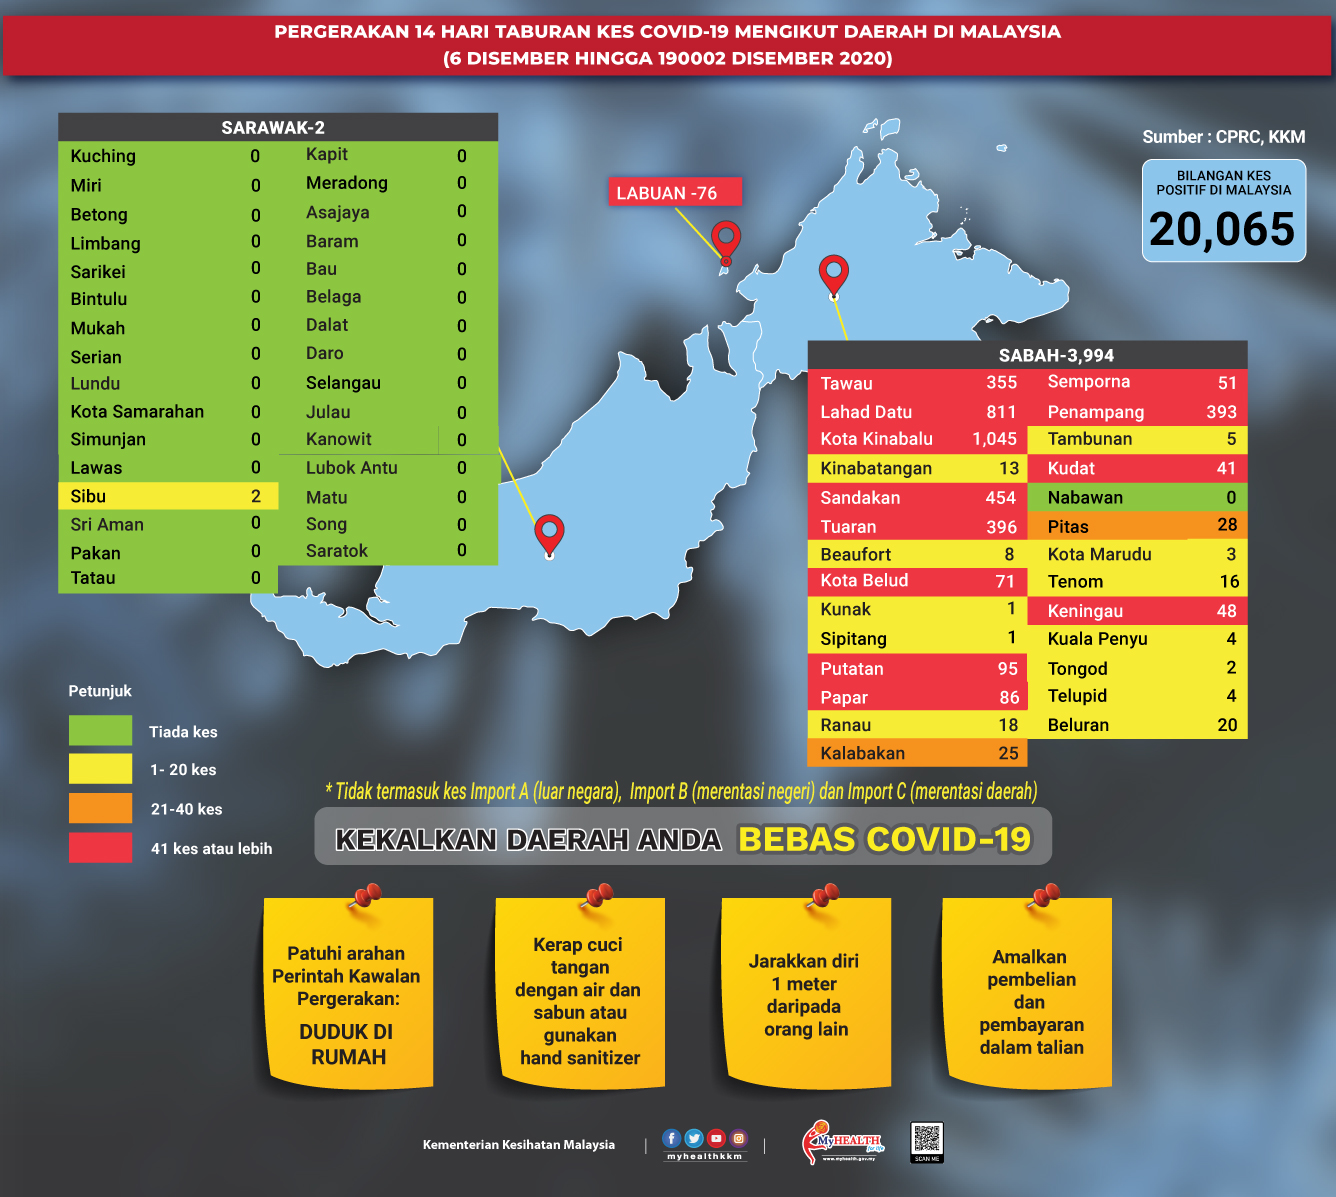 PERGERAKAN 14 HARI TABURAN KES COVID-19 MENGIKUT DAERAH DI MALAYSIA
(6 DISEMBER HINGGA 190002 DISEMBER 2020)
SARAWAK-2
Kuching 0 Kapit 0
Miri 0 Meradong 0
Betong 0 Asajaya 0
Limbang 0 Baram 0
Sarikei 0 Bau 0
Bintulu 0 Belaga 0
Mukah 0 Dalat 0
Serian 0 Daro 0
Lundu 0 Selangau 0
Kota Samarahan 0 Julau 0
Simunjan 0 Kanowit 0
Lawas 0 Lubok Antu 0
Sibu 2 Matu 0
Sri Aman 0 Song 0
Pakan 0 Saratok 0
Tatau 0
LABUAN -76
Sumber : CPRC, KKM
BILANGAN KES
POSITIF DI MALAYSIA
20,065
SABAH-3,994
Tawau 355 Semporna 51
Lahad Datu 811 Penampang 393
Kota Kinabalu 1,045 Tambunan 5
Kinabatangan 13 Kudat 41
Sandakan 454 Nabawan 0
Tuaran 396 Pitas 28
Beaufort 8 Kota Marudu 3
Kota Belud 71 Tenom 16
Kunak 1 Keningau 48
Sipitang 1 Kuala Penyu 4
Putatan 95 Tongod 2
Papar 86 Telupid 4
Ranau 18 Beluran 20
Kalabakan 25
Petunjuk
Tiada kes
1- 20 kes
21-40 kes
41 kes atau lebih
* Tidak termasuk kes Import A (luar negara), Import B (merentasi negeri) dan Import C (merentasi daerah)
KEKALKAN DAERAH ANDA BEBAS COVID-19
Patuhi arahan
Perintah Kawalan
Pergerakan:
DUDUK DI
RUMAH
Kerap cuci
tangan
dengan air dan
sabun atau
gunakan
hand sanitizer
Jarakkan diri
1 meter
daripada
orang lain
Amalkan
pembelian
dan
pembayaran
dalam talian
Kementerian Kesihatan Malaysia
myhealthkkm
MyHEALTH
for life
www.myhealth.gov.my
SCAN ME